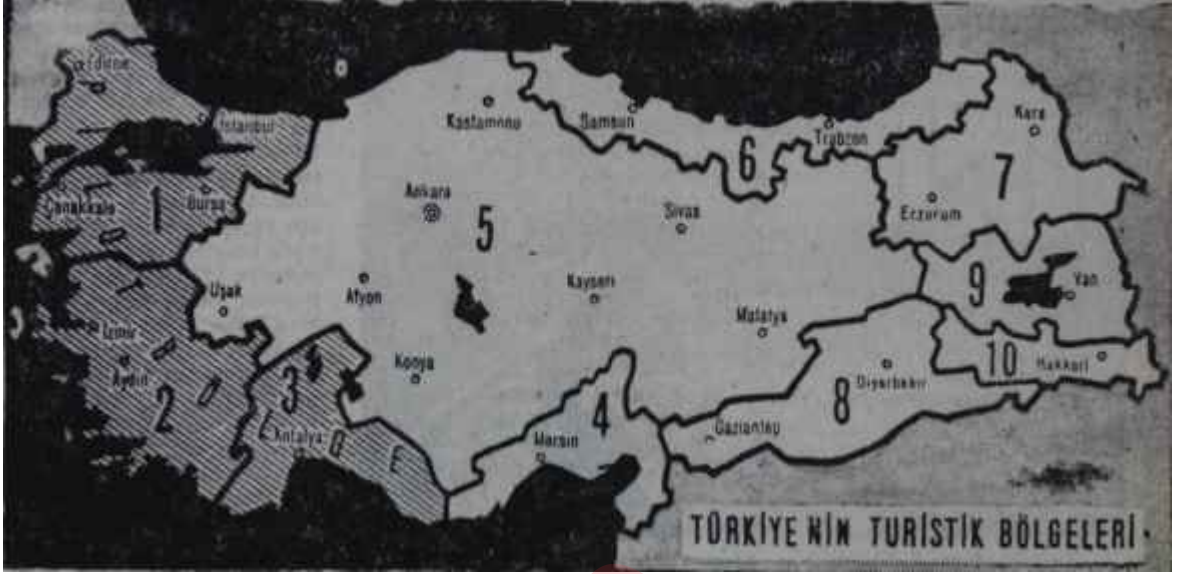 Edirne
İstanbul
Kastamonu
Samsun
Trabzon
Kars
6
7
Çanakkale
1
Bursa
Ankara
5
Sivas
Erzurum
Uşak
Afyon
Kayseri
9
Van
İzmir
Aydın
2
3
Konya
Malatya
10
Hakkari
Diyarbakır
8
Antalya
4
Mersin
Gaziantep
TÜRKİYE NİN TURİSTİK BÖLGELERİ